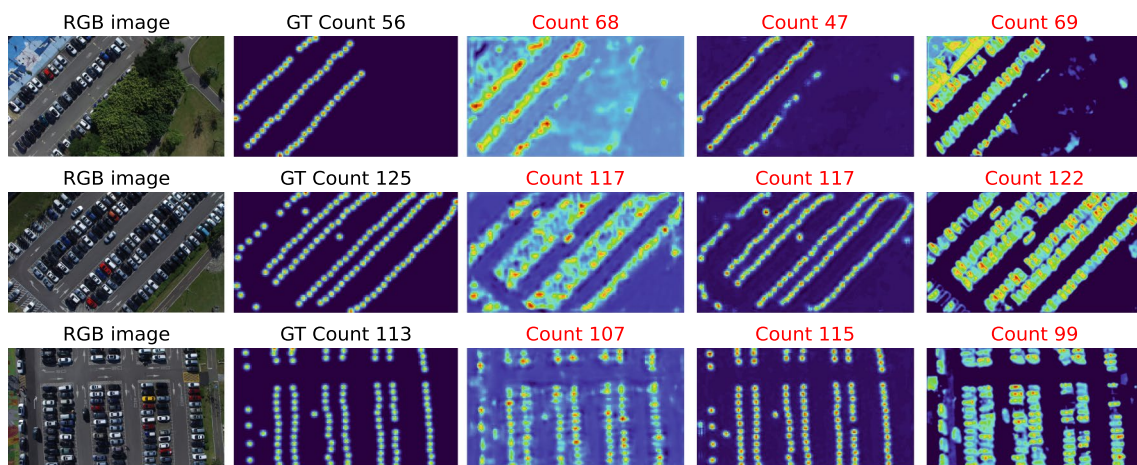 RGB image GT Count 56 Count 68 Count 47 Count 69
RGB image GT Count 125 Count 117 Count 117 Count 122
RGB image GT Count 113 Count 107 Count 115 Count 99